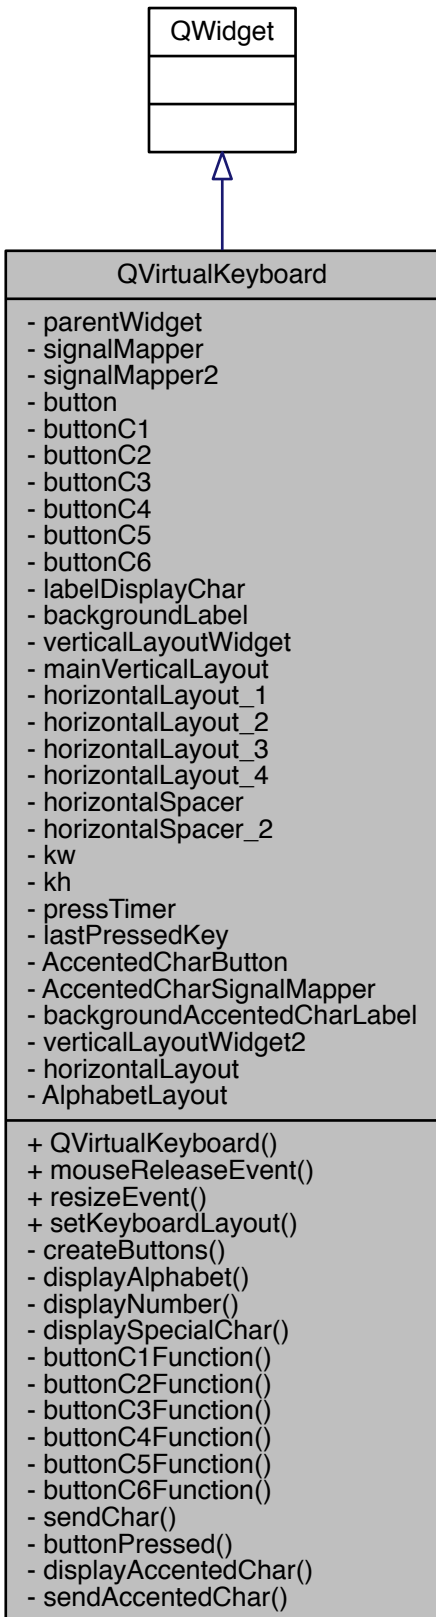 QWidget
QVirtualKeyboard
- parentWidget
- signalMapper
- signalMapper2
- button
- buttonC1
- buttonC2
- buttonC3
- buttonC4
- buttonC5
- buttonC6
- labelDisplayChar
- backgroundLabel
- verticalLayoutWidget
- mainVerticalLayout
- horizontalLayout_1
- horizontalLayout_2
- horizontalLayout_3
- horizontalLayout_4
- horizontalSpacer
- horizontalSpacer_2
- kw
- kh
- pressTimer
- lastPressedKey
- AccentedCharButton
- AccentedCharSignalMapper
- backgroundAccentedCharLabel
- verticalLayoutWidget2
- horizontalLayout
- AlphabetLayout
+ QVirtualKeyboard()
+ mouseReleaseEvent()
+ resizeEvent()
+ setKeyboardLayout()
- createButtons()
- displayAlphabet()
- displayNumber()
- displaySpecialChar()
- buttonC1Function()
- buttonC2Function()
- buttonC3Function()
- buttonC4Function()
- buttonC5Function()
- buttonC6Function()
- sendChar()
- buttonPressed()
- displayAccentedChar()
- sendAccentedChar()